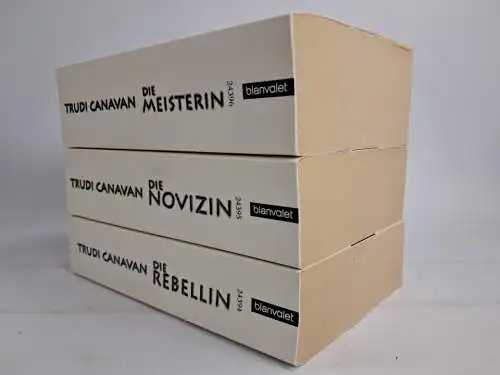 TRUDI CANAVAN DIE MEISTERIN 24396 blanvalet
TRUDI CANAVAN DIE NOVIZIN 24395 blanvalet
TRUDI CANAVAN DIE REBELLIN 24394 blanvalet